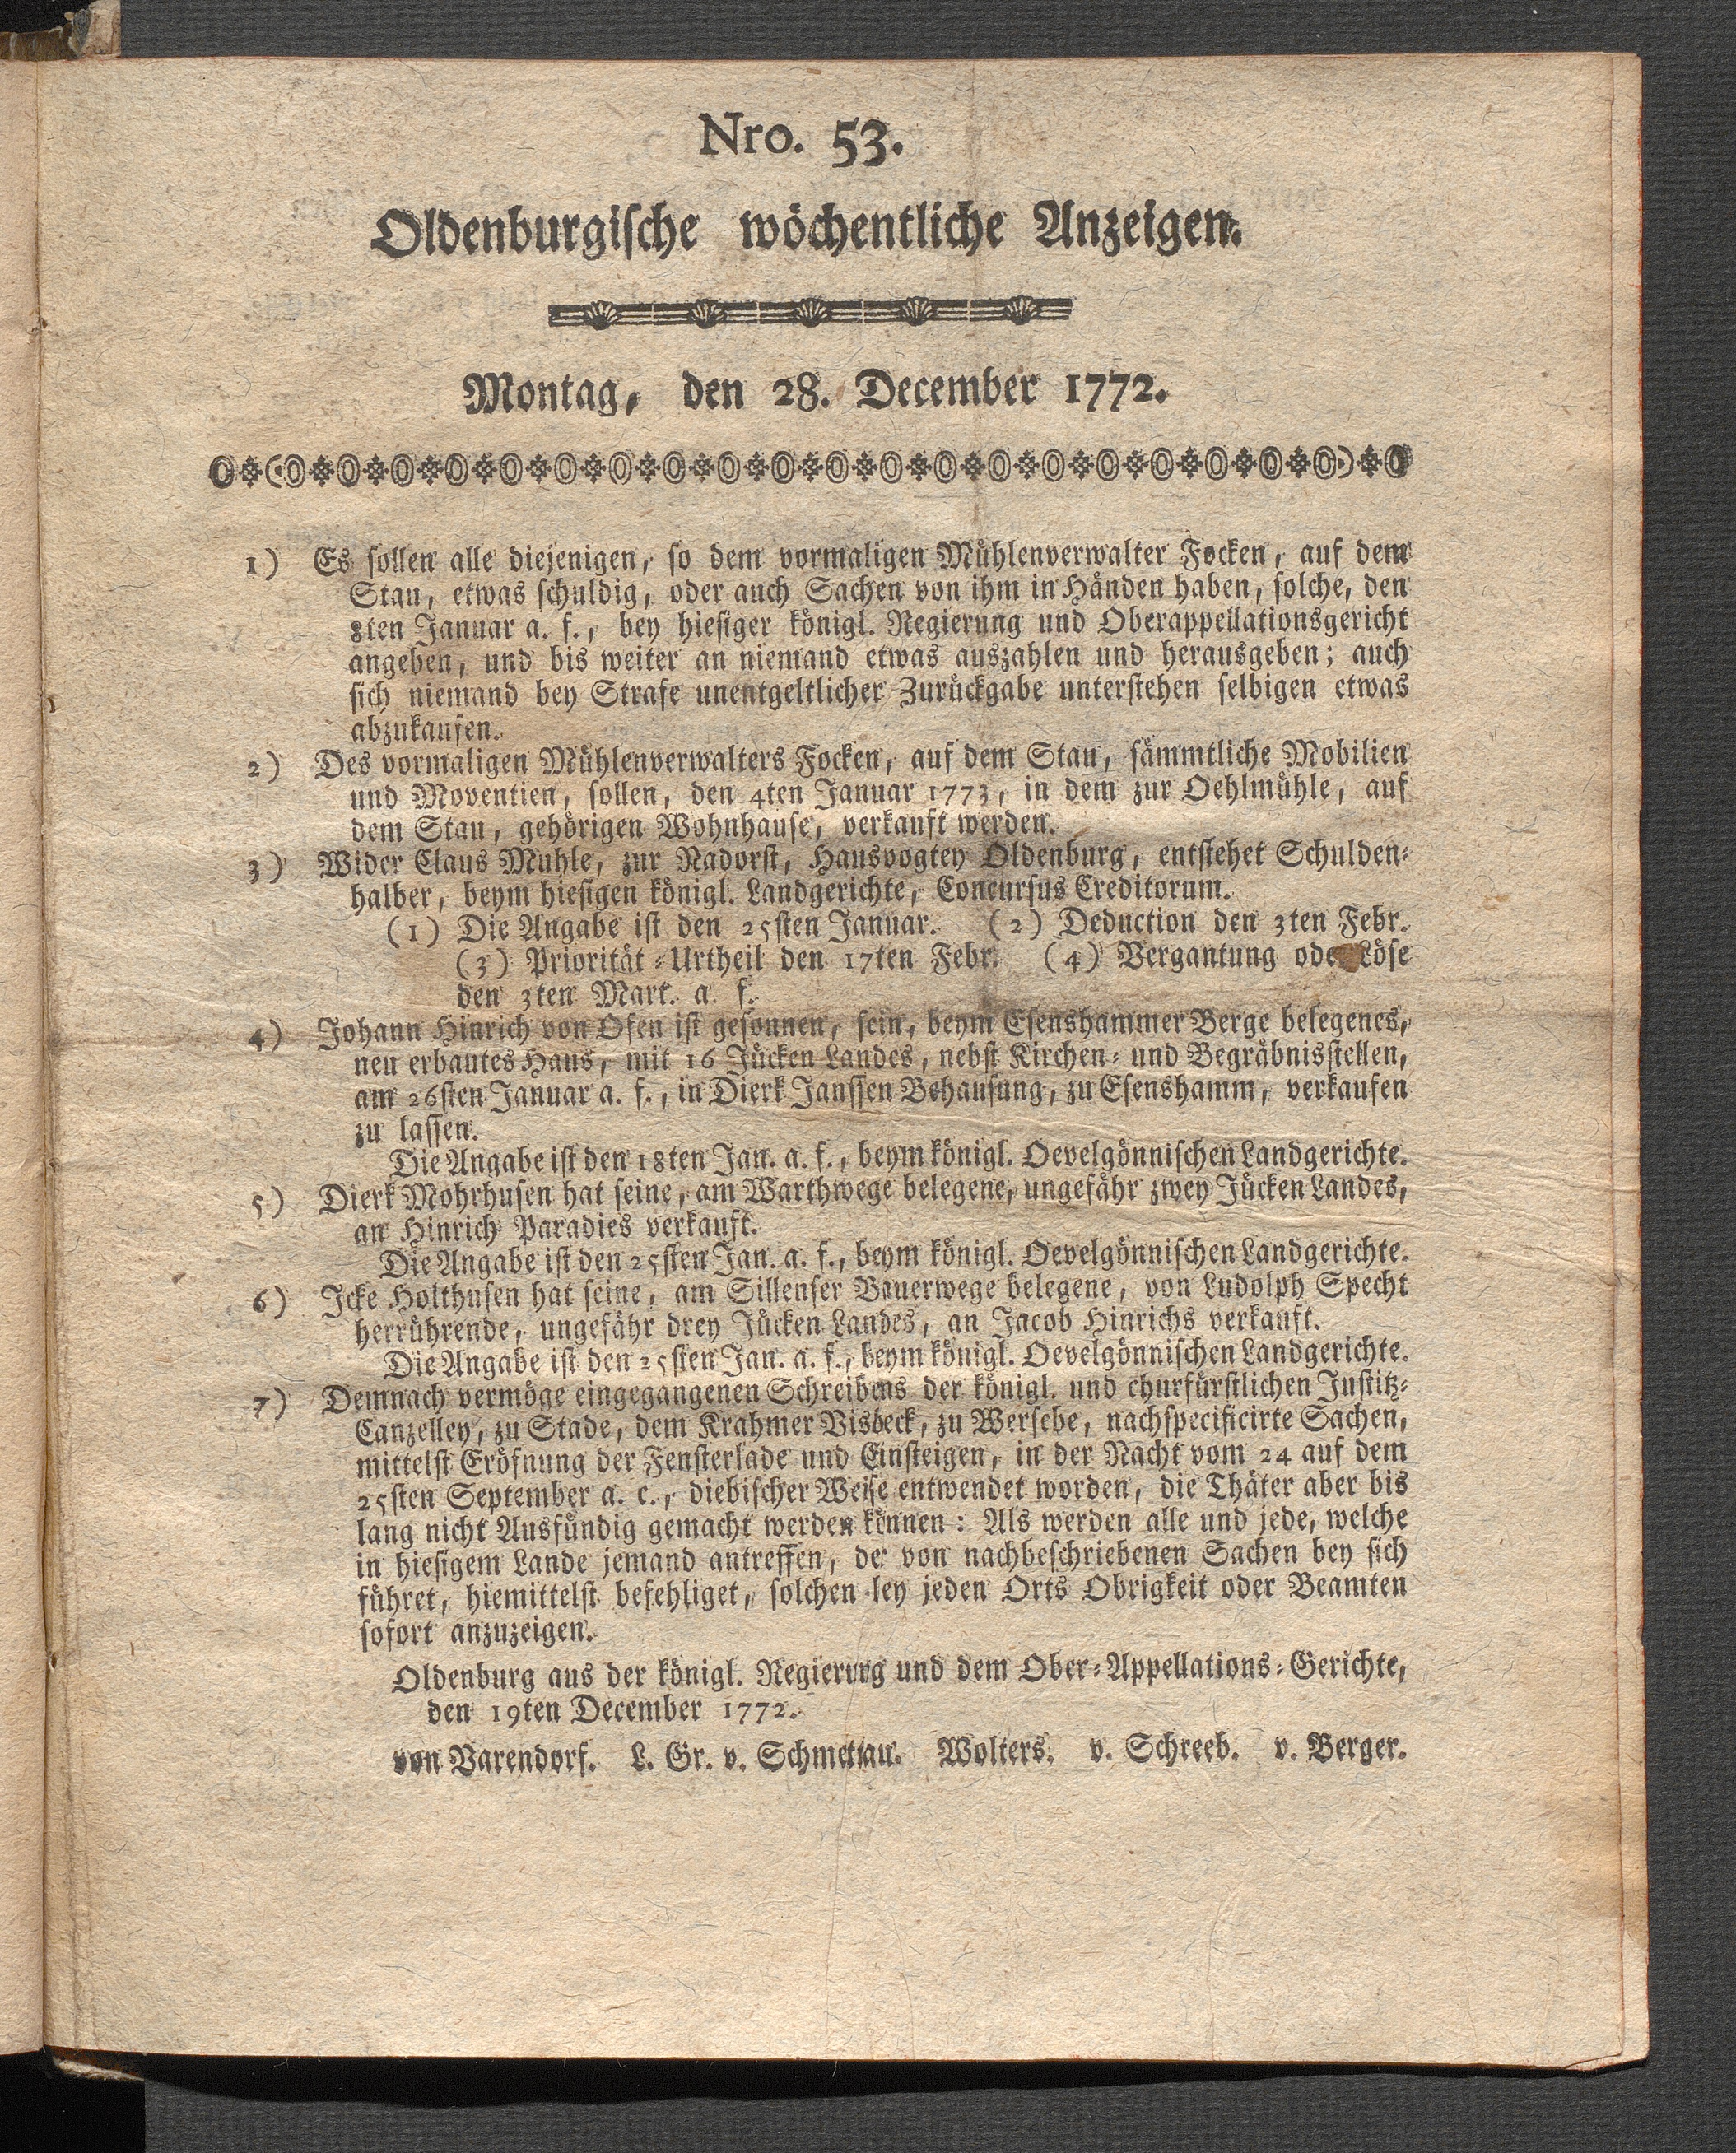 Nro. 53.
Oldenburgische wöchentliche Anzeigen.
Montag, den 28. December 1772.
1) Es sollen alle diejenigen, so dem vormaligen Mühlenverwalter Focken, auf dem
Stau, etwas schuldig, oder auch Sachen von ihm in Händen haben, solche, den
8ten Januar a. f., bey hiesiger königl. Regierung und Oberappellationsgericht
angeben, und bis weiter an niemand etwas auszahlen und herausgeben; auch
sich niemand bey Strafe unentgeltlicher Zurückgabe unterstehen selbigen etwas
abzukaufen.
2) Des vormaligen Mühlenverwalters Focken, auf dem Stau, sämmtliche Mobilien
und Moventien, sollen, den 4ten Januar 1773, in dem zur Oehlmühle, auf
dem Stau, gehörigen Wohnhause, verkauft werden.
3) Wider Claus Muhle, zur Nadorst, Hausvogtey Oldenburg, entstehet Schulden-
halber, beym hiesigen königl. Landgerichte, Concursus Creditorum.
(1) Die Angabe ist den 25sten Januar. (2) Deduction den 3ten Febr.
(3) Priorität-Urtheil den 17ten Febr. (4) Vergantung oder Löse
den 3ten Mart. a. f.
4) Johann Hinrich von Ofen ist gesonnen, sein, beym Esenshammer Berge belegenes,
neu erbautes Haus, mit 16 Jücken Landes, nebst Kirchen- und Begräbnisstellen,
am 26sten Januar a. f., in Dierk Janssen Behausung, zu Esenshamm, verkaufen
zu lassen.
Die Angabe ist den 18ten Jan. a. f., beym königl. Oevelgönnischen Landgerichte.
5) Dierk Mohrhusen hat seine, am Warthwege belegene, ungefähr zwey Jücken Landes,
an Hinrich Paradies verkauft.
Die Angabe ist den 25sten Jan. a. f., beym königl. Oevelgönnischen Landgerichte.
6) Icke Holthusen hat seine, am Sillenser Bauerwege belegene, von Ludolph Specht
herrührende, ungefähr drey Jücken Landes, an Jacob Hinrichs verkauft.
Die Angabe ist den 25sten Jan. a. f., beym königl. Oevelgönnischen Landgerichte.
7) Demnach vermöge eingegangenen Schreibens der königl. und churfürstlichen Justitz-
Canzelley, zu Stade, dem Krahmer Visbeck, zu Wersebe, nachspecificirte Sachen,
mittelst Eröfnung der Fensterlade und Einsteigen, in der Nacht vom 24 auf dem
25sten September a. c., diebischer Weise entwendet worden, die Thäter aber bis
lang nicht Ausfündig gemacht werden können: Als werden alle und jede, welche
in hiesigem Lande jemand antreffen, der von nachbeschriebenen Sachen bey sich
führet, hiemittelst befehliget, solchen bey jeden Orts Obrigkeit oder Beamten
sofort anzuzeigen.
Oldenburg aus der königl. Regierung und dem Ober-Appellations-Gerichte,
den 19ten December 1772.
von Varendorf. L. Gr. v. Schmettau. Wolters. v. Schreeb. v. Berger.